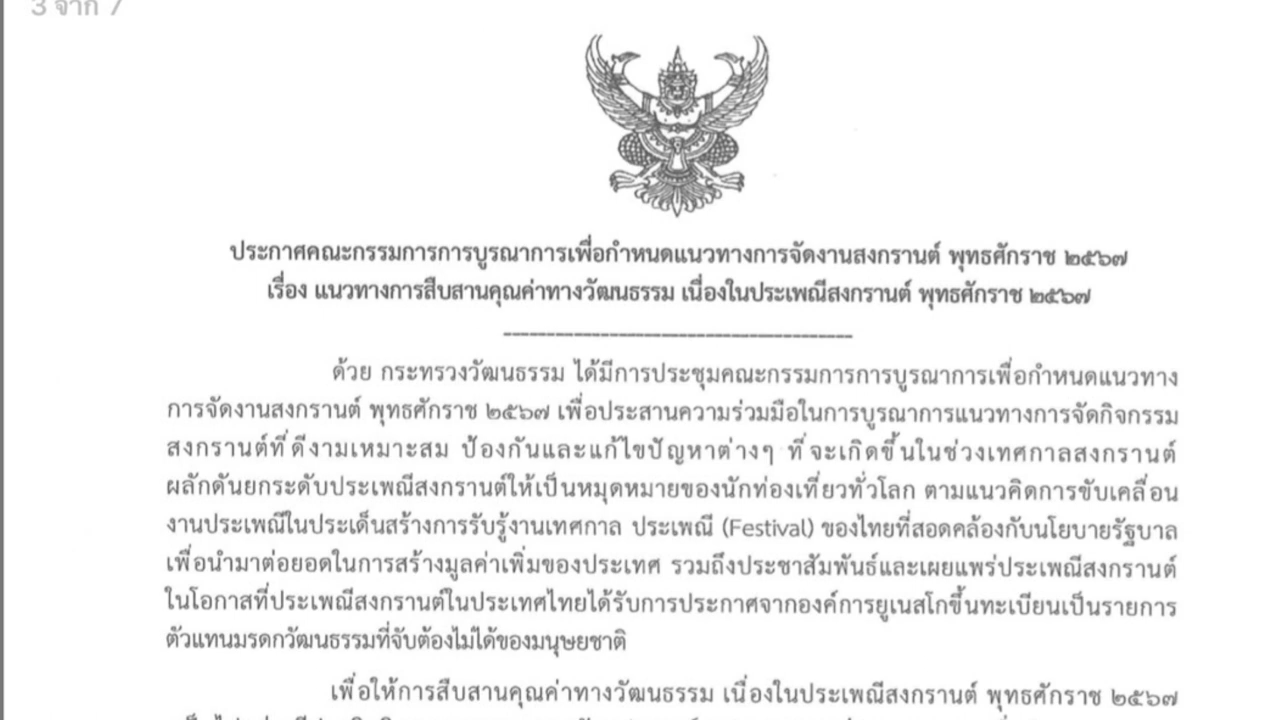 3 จาก 7
ประกาศคณะกรรมการการบูรณาการเพื่อกำหนดแนวทางการจัดงานสงกรานต์ พุทธศักราช ๒๕๖๗
เรื่อง แนวทางการสืบสานคุณค่าทางวัฒนธรรม เนื่องในประเพณีสงกรานต์ พุทธศักราช ๒๕๖๗
ด้วย กระทรวงวัฒนธรรม ได้มีการประชุมคณะกรรมการการบูรณาการเพื่อกำหนดแนวทาง
การจัดงานสงกรานต์ พุทธศักราช ๒๕๖๗ เพื่อประสานความร่วมมือในการบูรณาการแนวทางการจัดกิจกรรม
สงกรานต์ที่ดีงามเหมาะสม ป้องกันและแก้ไขปัญหาต่างๆ ที่จะเกิดขึ้นในช่วงเทศกาลสงกรานต์
ผลักดันยกระดับประเพณีสงกรานต์ให้เป็นหมุดหมายของนักท่องเที่ยวทั่วโลก ตามแนวคิดการขับเคลื่อน
งานประเพณีในประเด็นสร้างการรับรู้งานเทศกาล ประเพณี (Festival) ของไทยที่สอดคล้องกับนโยบายรัฐบาล
เพื่อนำมาต่อยอดในการสร้างมูลค่าเพิ่มของประเทศ รวมถึงประชาสัมพันธ์และเผยแพร่ประเพณีสงกรานต์
ในโอกาสที่ประเพณีสงกรานต์ในประเทศไทยได้รับการประกาศจากองค์การยูเนสโกขึ้นทะเบียนเป็นรายการ
ตัวแทนมรดกวัฒนธรรมที่จับต้องไม่ได้ของมนุษยชาติ
เพื่อให้การสืบสานคุณค่าทางวัฒนธรรม เนื่องในประเพณีสงกรานต์ พุทธศักราช ๒๕๖๗